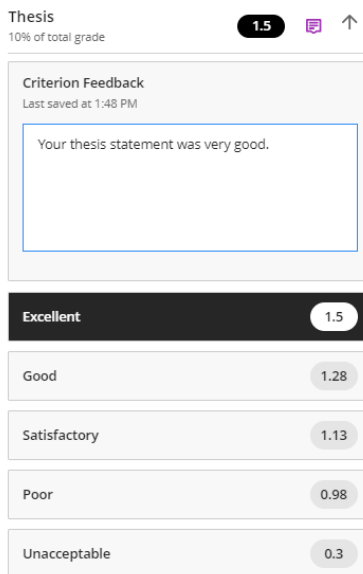 Thesis
1.5
10% of total grade
Criterion Feedback
Last saved at 1:48 PM
Your thesis statement was very good.
Excellent 1.5
Good 1.28
Satisfactory 1.13
Poor 0.98
Unacceptable 0.3